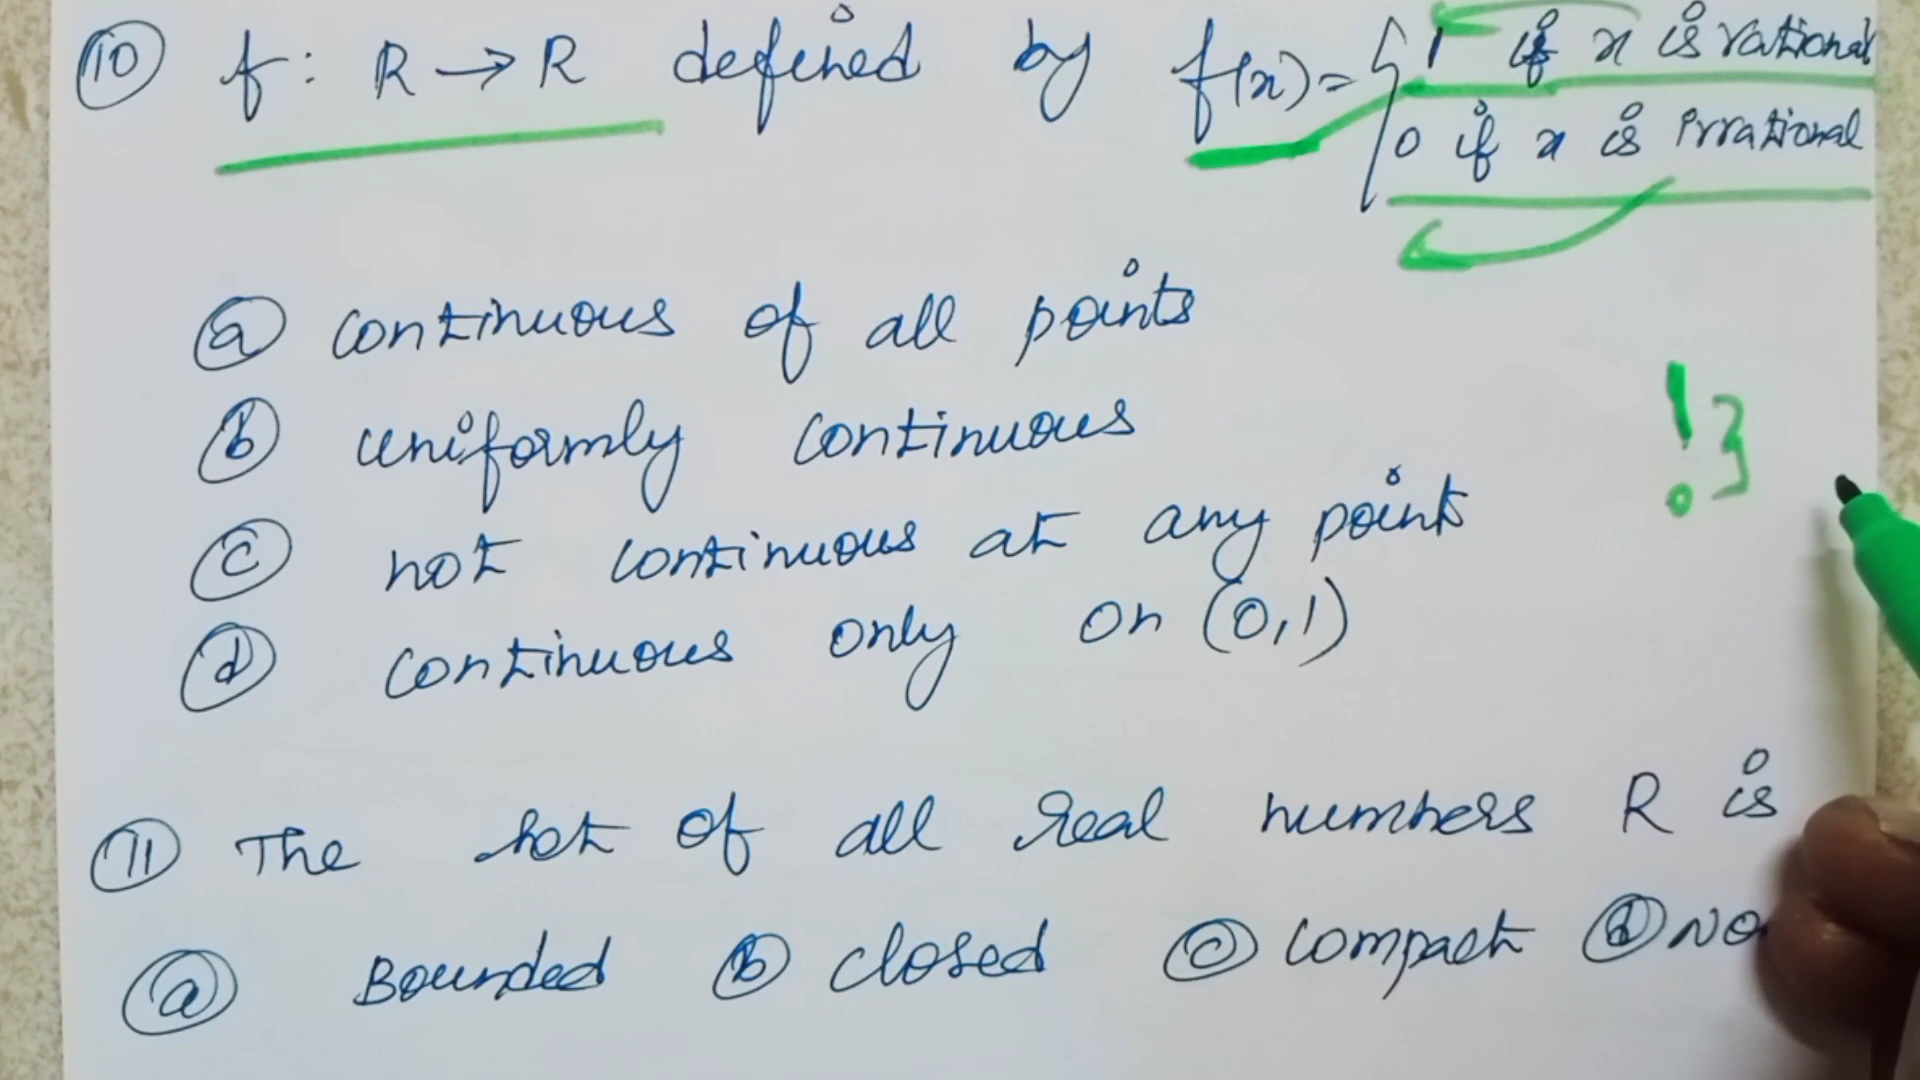 10 f: R → R defined by f(x) = { 1 if x is rational
0 if x is irrational
a continuous of all points
b uniformly continuous
c not continuous at any point
d continuous only on (0,1)
11 The set of all real numbers R is
a Bounded b closed c compact d No